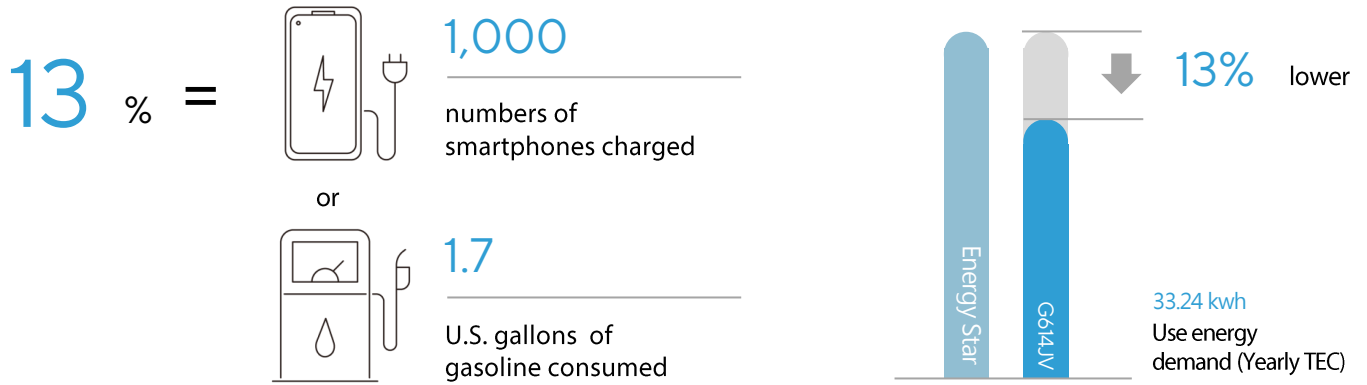 13 % =
1,000
numbers of
smartphones charged
or
1.7
U.S. gallons of
gasoline consumed
Energy Star
G614JV
13% lower
33.24 kwh
Use energy
demand (Yearly TEC)